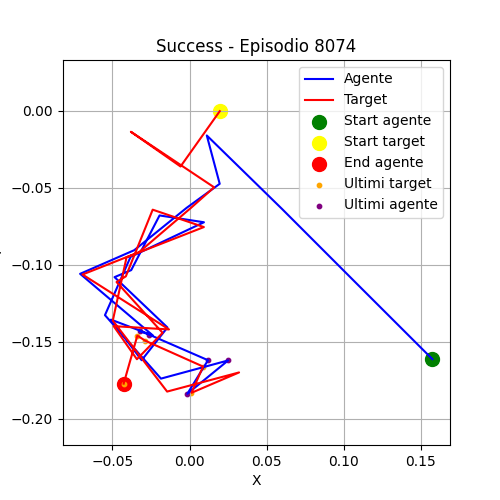 Success - Episodio 8074
Agente
Target
Start agente
Start target
End agente
Ultimi target
Ultimi agente
0.00
−0.05
−0.10
−0.15
−0.20
−0.05
0.00
0.05
0.10
0.15
X